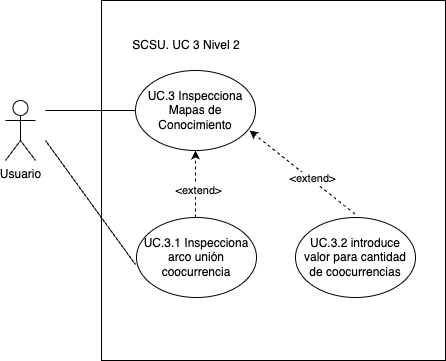 SCSU. UC 3 Nivel 2
UC.3 Inspecciona
Mapas de
Conocimiento
Usuario
<extend>
<extend>
UC.3.1 Inspecciona
arco unión
coocurrencia
UC.3.2 introduce
valor para cantidad
de coocurrencias